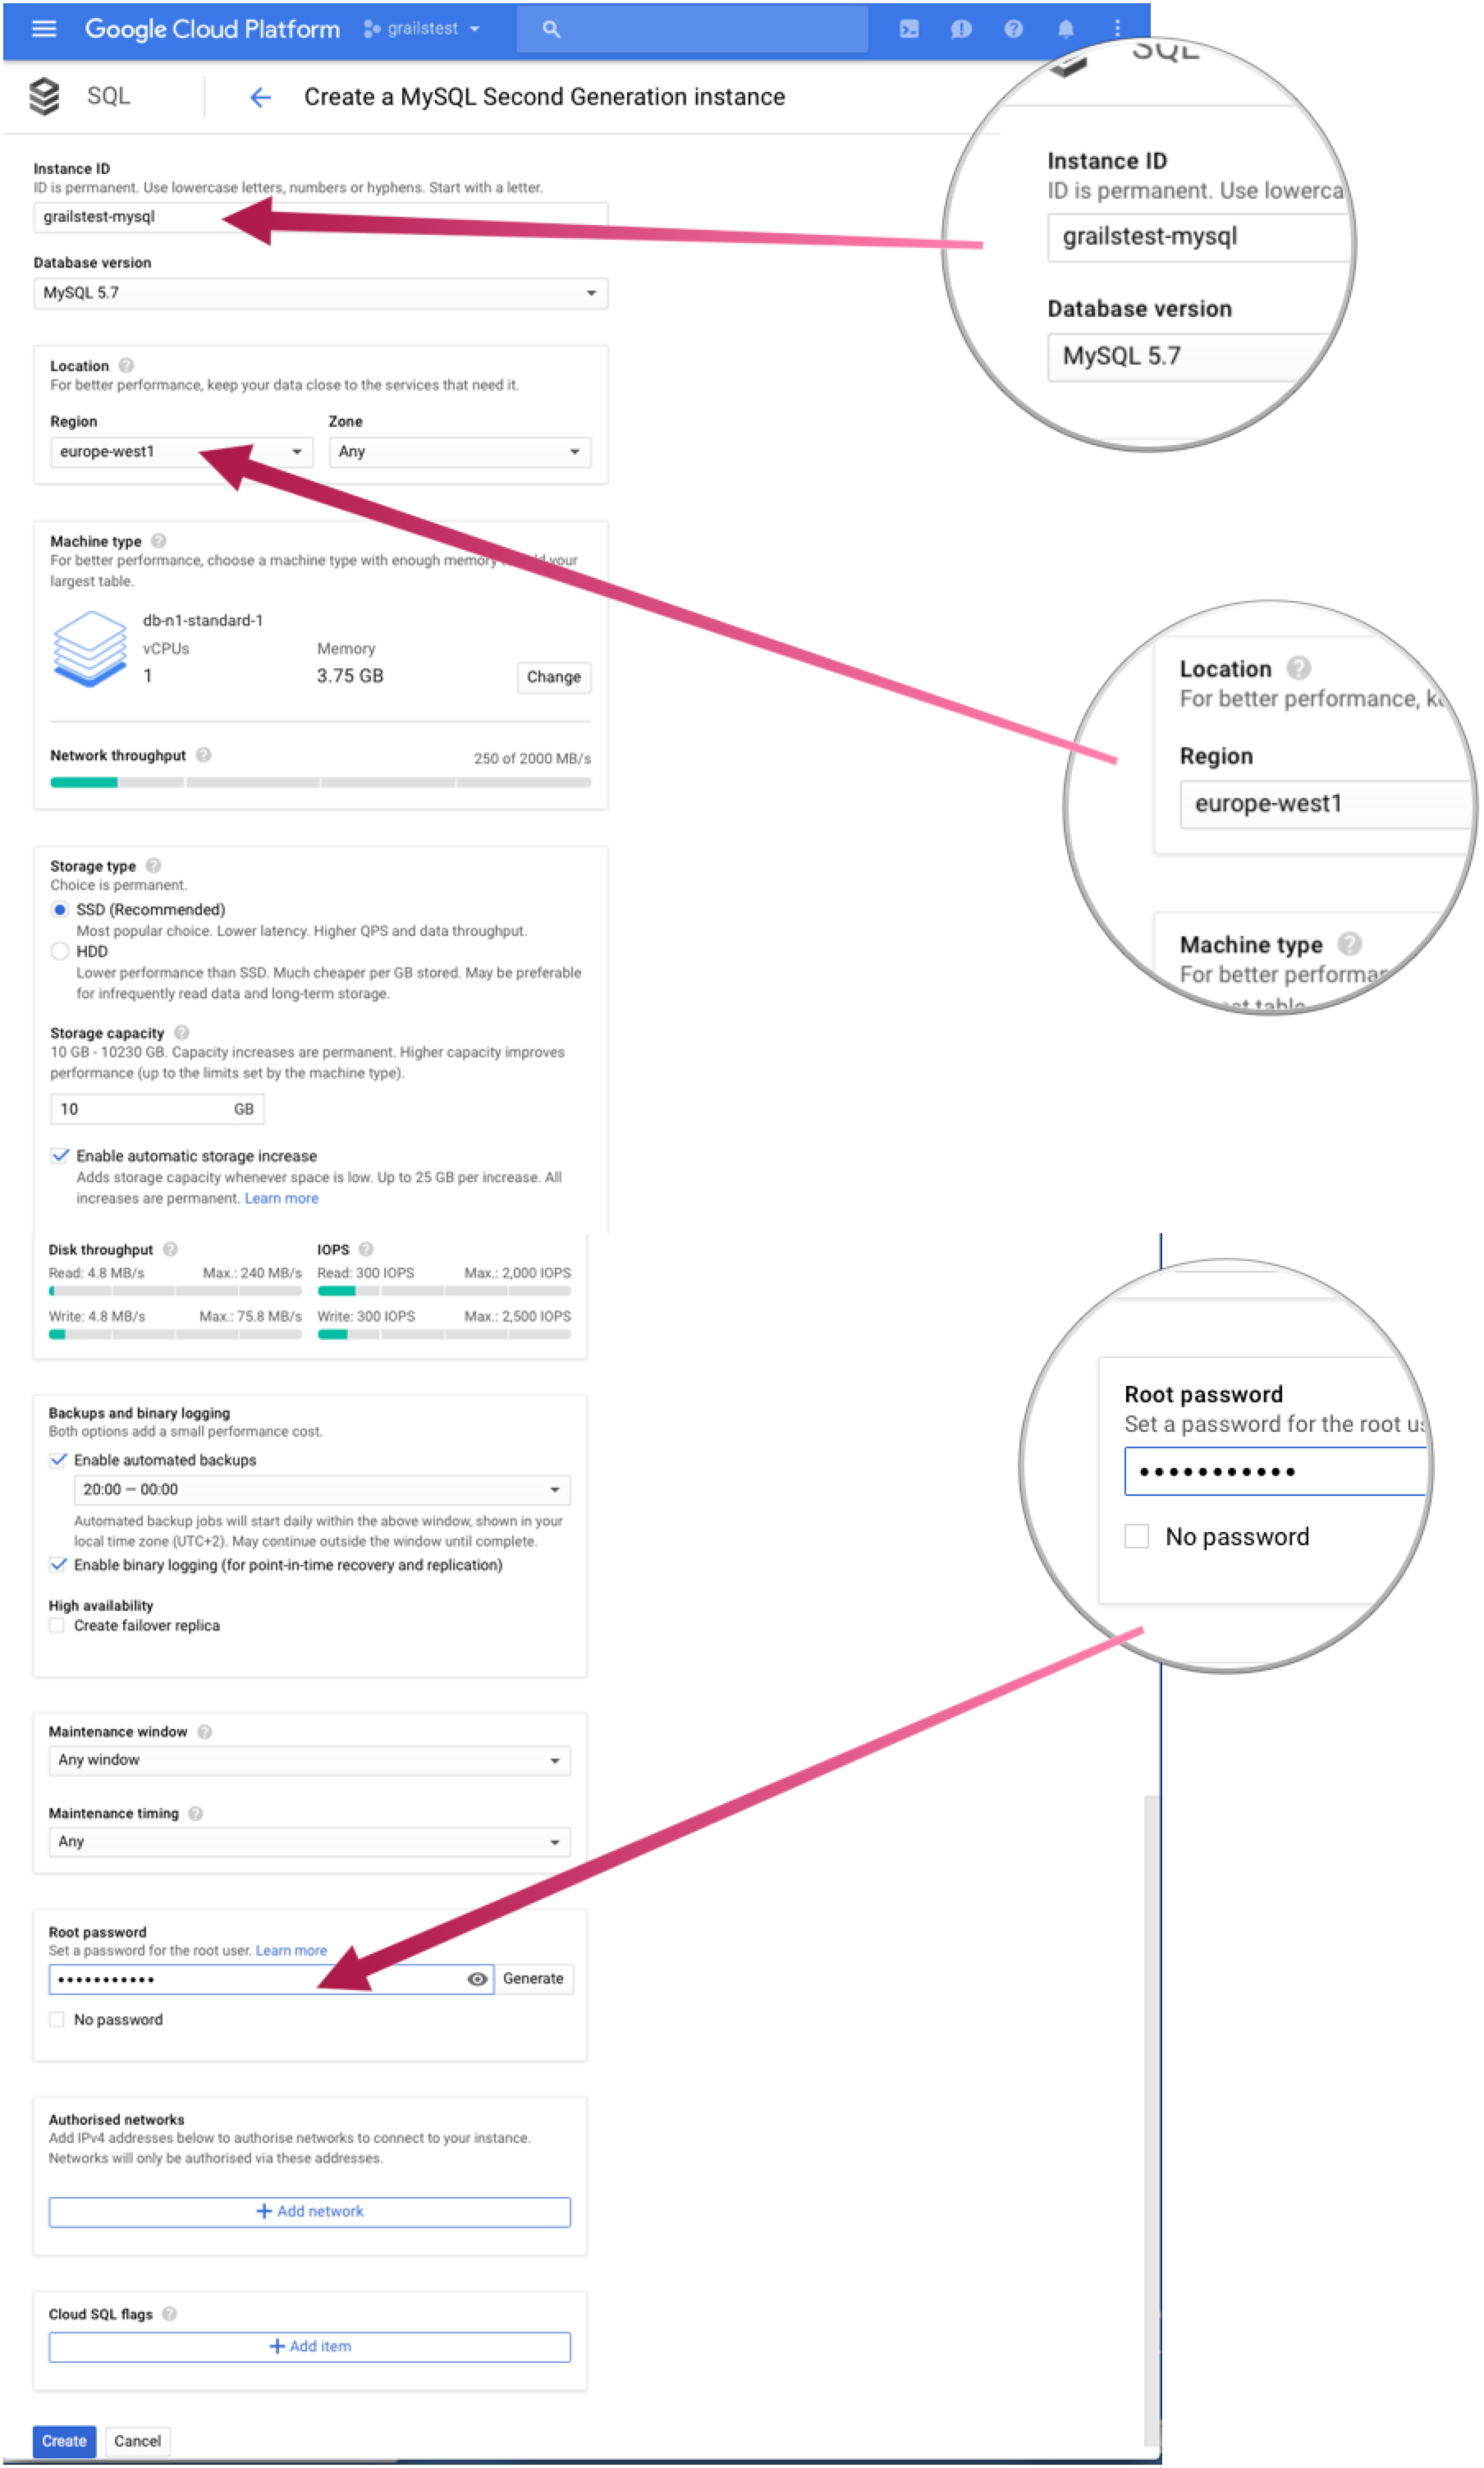 Google Cloud Platform grailstest
SQL Create a MySQL Second Generation instance
Instance ID
ID is permanent. Use lowercase letters, numbers or hyphens. Start with a letter.
grailstest-mysql
Database version
MySQL 5.7
Location
For better performance, keep your data close to the services that need it.
Region Zone
europe-west1 Any
Machine type
For better performance, choose a machine type with enough memory your
largest table.
db-n1-standard-1
vCPUs Memory
1 3.75 GB Change
Network throughput 250 of 2000 MB/s
Storage type
Choice is permanent.
SSD (Recommended)
Most popular choice. Lower latency. Higher QPS and data throughput.
HDD
Lower performance than SSD. Much cheaper per GB stored. May be preferable
for infrequently read data and long-term storage.
Storage capacity
10 GB - 10230 GB. Capacity increases are permanent. Higher capacity improves
performance (up to the limits set by the machine type).
10 GB
Enable automatic storage increase
Adds storage capacity whenever space is low. Up to 25 GB per increase. All
increases are permanent. Learn more
Disk throughput IOPS
Read: 4.8 MB/s Max.: 240 MB/s Read: 300 IOPS Max.: 2,000 IOPS
Write: 4.8 MB/s Max.: 75.8 MB/s Write: 300 IOPS Max.: 2,500 IOPS
Backups and binary logging
Both options add a small performance cost.
Enable automated backups
20:00 — 00:00
Automated backup jobs will start daily within the above window, shown in your
local time zone (UTC+2). May continue outside the window until complete.
Enable binary logging (for point-in-time recovery and replication)
High availability
Create failover replica
Maintenance window
Any window
Maintenance timing
Any
Root password
Set a password for the root user. Learn more
••••••••••• Generate
No password
Authorised networks
Add IPv4 addresses below to authorise networks to connect to your instance.
Networks will only be authorised via these addresses.
+ Add network
Cloud SQL flags
+ Add item
Create Cancel
SQL
Instance ID
ID is permanent. Use lowerca
grailstest-mysql
Database version
MySQL 5.7
Location
For better performance, k
Region
europe-west1
Machine type
For better performan
table
Root password
Set a password for the root us
•••••••••••
No password